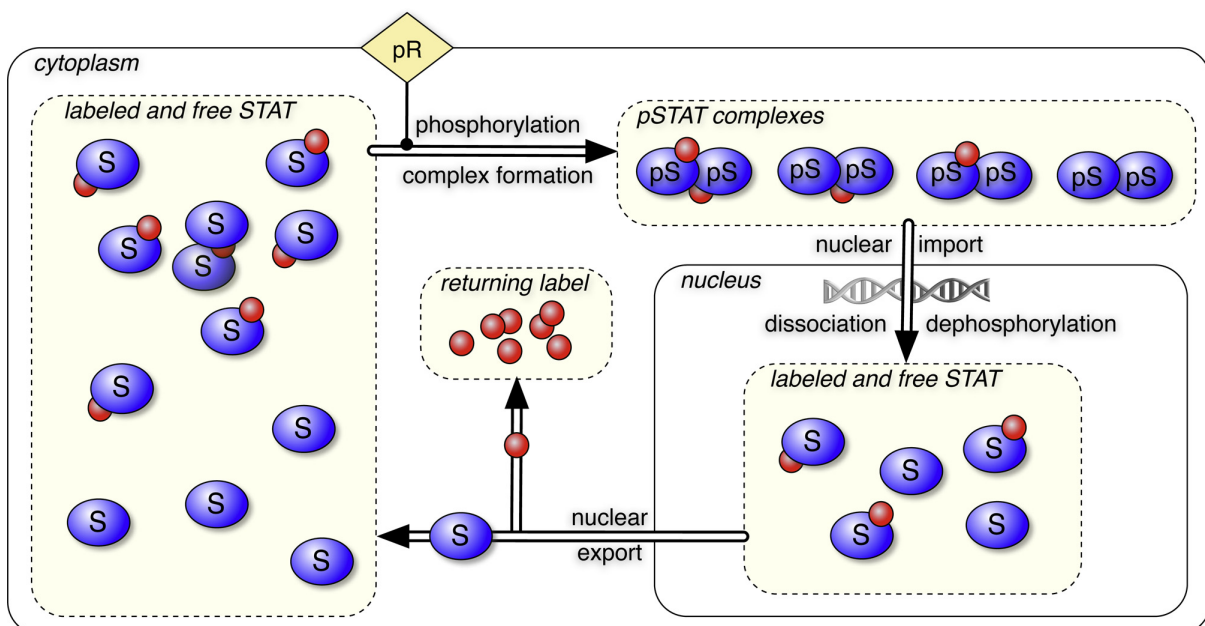 pR
cytoplasm
labeled and free STAT
S
S
S
S
S
S
S
S
S
S
S
S
phosphorylation
complex formation
pSTAT complexes
pS pS
pS pS
pS pS
pS pS
nuclear import
nucleus
dissociation dephosphorylation
returning label
labeled and free STAT
S
S
S
S
S
nuclear
export
S